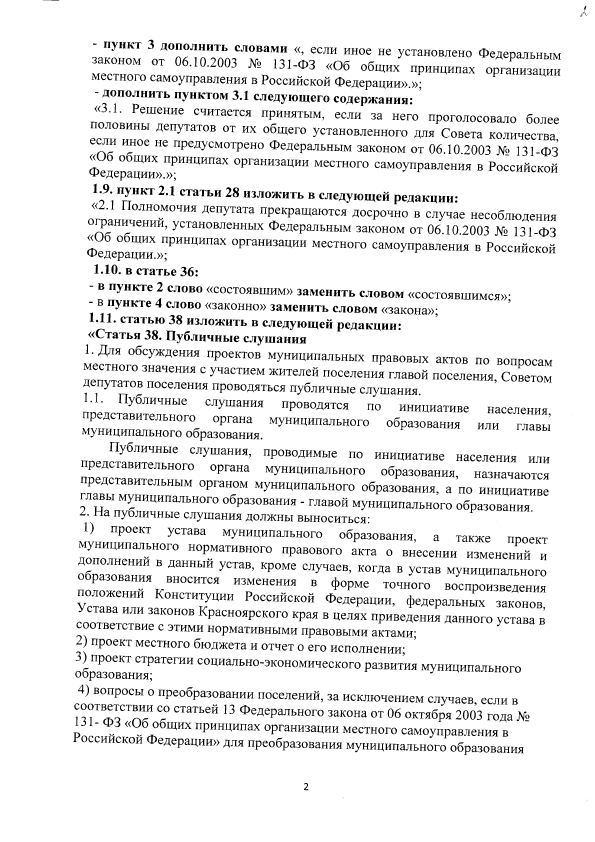 2
- пункт 3 дополнить словами «, если иное не установлено Федеральным
законом от 06.10.2003 № 131-ФЗ «Об общих принципах организации
местного самоуправления в Российской Федерации».»;
- дополнить пунктом 3.1 следующего содержания:
«3.1. Решение считается принятым, если за него проголосовало более
половины депутатов от их общего установленного для Совета количества,
если иное не предусмотрено Федеральным законом от 06.10.2003 № 131-ФЗ
«Об общих принципах организации местного самоуправления в Российской
Федерации».»;
1.9. пункт 2.1 статьи 28 изложить в следующей редакции:
«2.1 Полномочия депутата прекращаются досрочно в случае несоблюдения
ограничений, установленных Федеральным законом от 06.10.2003 № 131-ФЗ
«Об общих принципах организации местного самоуправления в Российской
Федерации.»;
1.10. в статье 36:
- в пункте 2 слово «состоявшим» заменить словом «состоявшимся»;
- в пункте 4 слово «законно» заменить словом «закона»;
1.11. статью 38 изложить в следующей редакции:
«Статья 38. Публичные слушания
1. Для обсуждения проектов муниципальных правовых актов по вопросам
местного значения с участием жителей поселения главой поселения, Советом
депутатов поселения проводяться публичные слушания.
1.1. Публичные слушания проводятся по инициативе населения,
представительного органа муниципального образования или главы
муниципального образования.
Публичные слушания, проводимые по инициативе населения или
представительного органа муниципального образования, назначаются
представительным органом муниципального образования, а по инициативе
главы муниципального образования - главой муниципального образования.
2. На публичные слушания должны выноситься:
1) проект устава муниципального образования, а также проект
муниципального нормативного правового акта о внесении изменений и
дополнений в данный устав, кроме случаев, когда в устав муниципального
образования вносится изменения в форме точного воспроизведения
положений Конституции Российской Федерации, федеральных законов,
Устава или законов Красноярского края в целях приведения данного устава в
соответствие с этими нормативными правовыми актами;
2) проект местного бюджета и отчет о его исполнении;
3) проект стратегии социально-экономического развития муниципального
образования;
4) вопросы о преобразовании поселений, за исключением случаев, если в
соответствии со статьей 13 Федерального закона от 06 октября 2003 года №
131- ФЗ «Об общих принципах организации местного самоуправления в
Российской Федерации» для преобразования муниципального образования
2